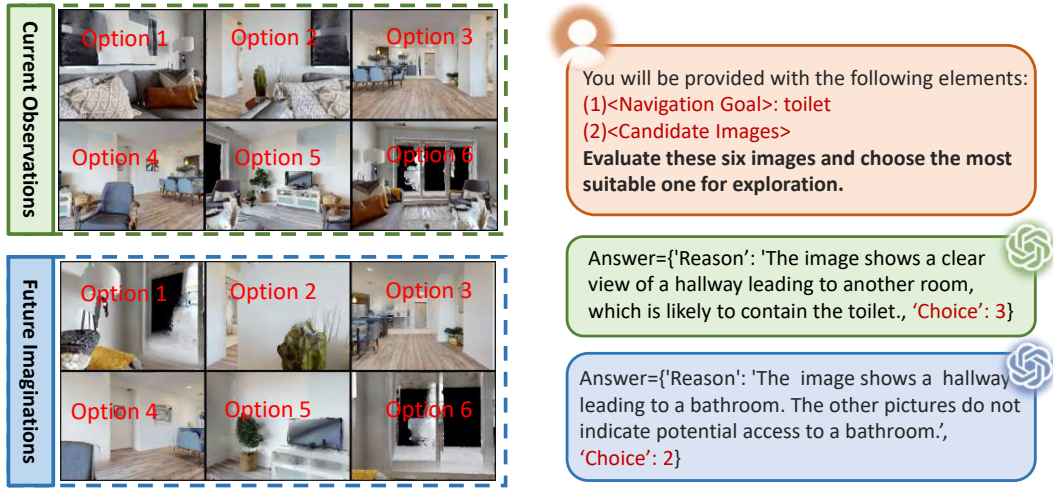 Current Observations
Option 1
Option 2
Option 3
Option 4
Option 5
Option 6
Future Imaginations
Option 1
Option 2
Option 3
Option 4
Option 5
Option 6
You will be provided with the following elements:
(1)<Navigation Goal>: toilet
(2)<Candidate Images>
Evaluate these six images and choose the most
suitable one for exploration.
Answer={'Reason': 'The image shows a clear
view of a hallway leading to another room,
which is likely to contain the toilet., 'Choice': 3}
Answer={'Reason': 'The image shows a hallway
leading to a bathroom. The other pictures do not
indicate potential access to a bathroom.',
'Choice': 2}